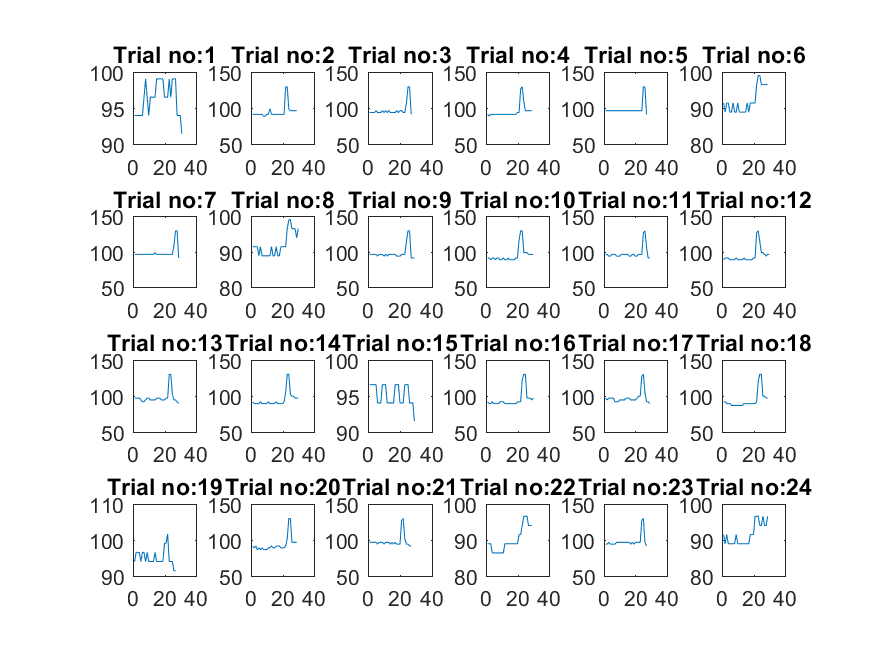 Trial no:1 Trial no:2 Trial no:3 Trial no:4 Trial no:5 Trial no:6
100 150 150 150 150 100
95 100 100 100 100 90
90 50 50 50 50 80
0 20 40 0 20 40 0 20 40 0 20 40 0 20 40 0 20 40
Trial no:7 Trial no:8 Trial no:9 Trial no:10 Trial no:11 Trial no:12
150 100 150 150 150 150
100 90 100 100 100 100
50 80 50 50 50 50
0 20 40 0 20 40 0 20 40 0 20 40 0 20 40 0 20 40
Trial no:13 Trial no:14 Trial no:15 Trial no:16 Trial no:17 Trial no:18
150 150 100 150 150 150
100 100 95 100 100 100
50 50 90 50 50 50
0 20 40 0 20 40 0 20 40 0 20 40 0 20 40 0 20 40
Trial no:19 Trial no:20 Trial no:21 Trial no:22 Trial no:23 Trial no:24
110 150 150 100 150 100
100 100 100 90 100 90
90 50 50 80 50 80
0 20 40 0 20 40 0 20 40 0 20 40 0 20 40 0 20 40